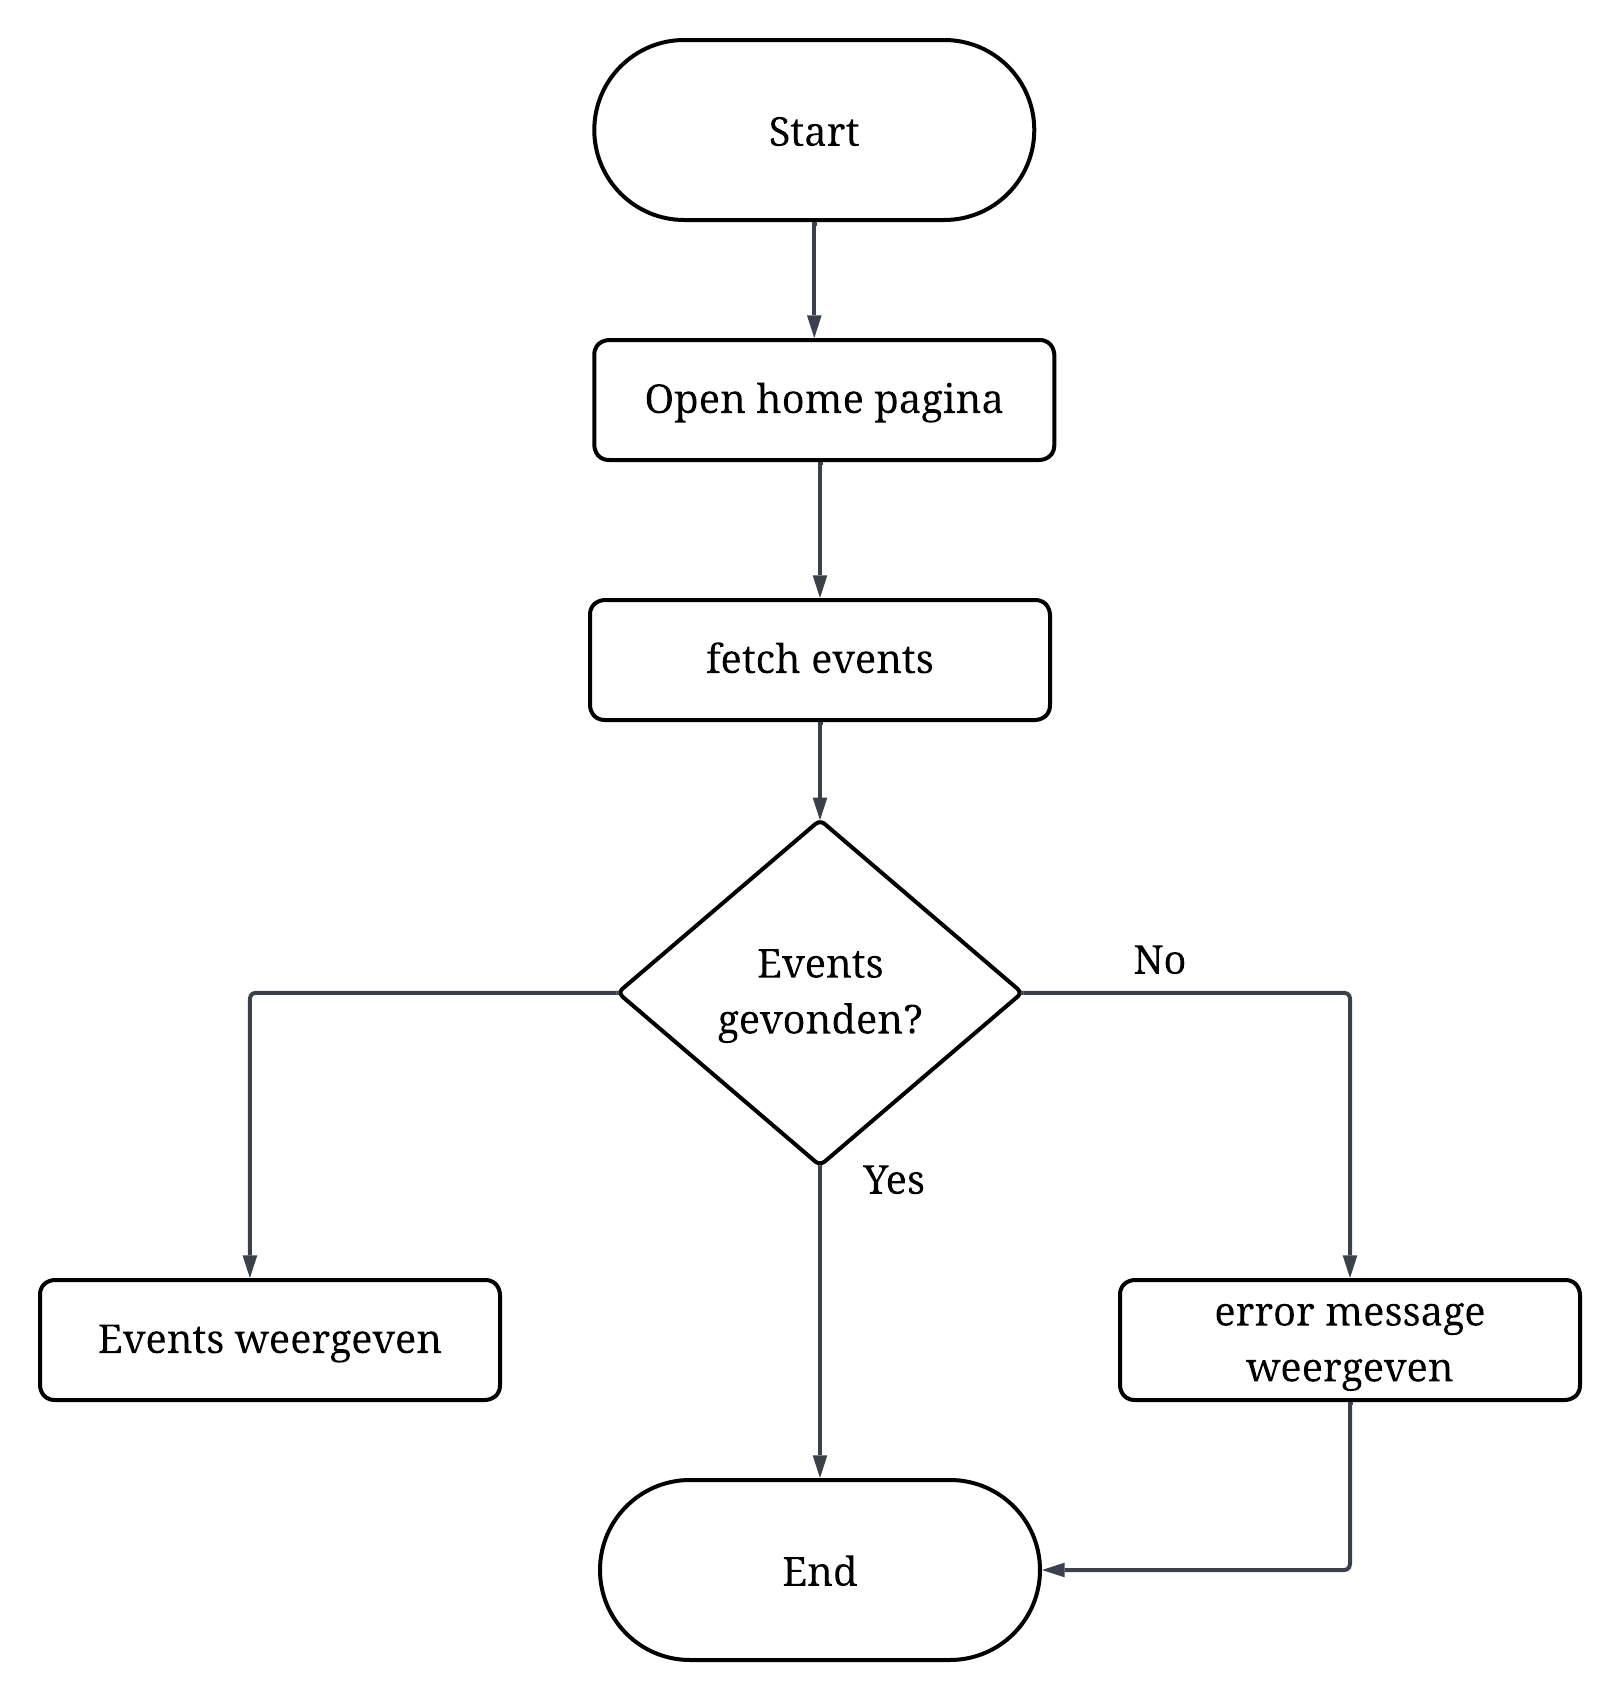 Start
Open home pagina
fetch events
Events
gevonden?
No
Yes
Events weergeven
error message
weergeven
End